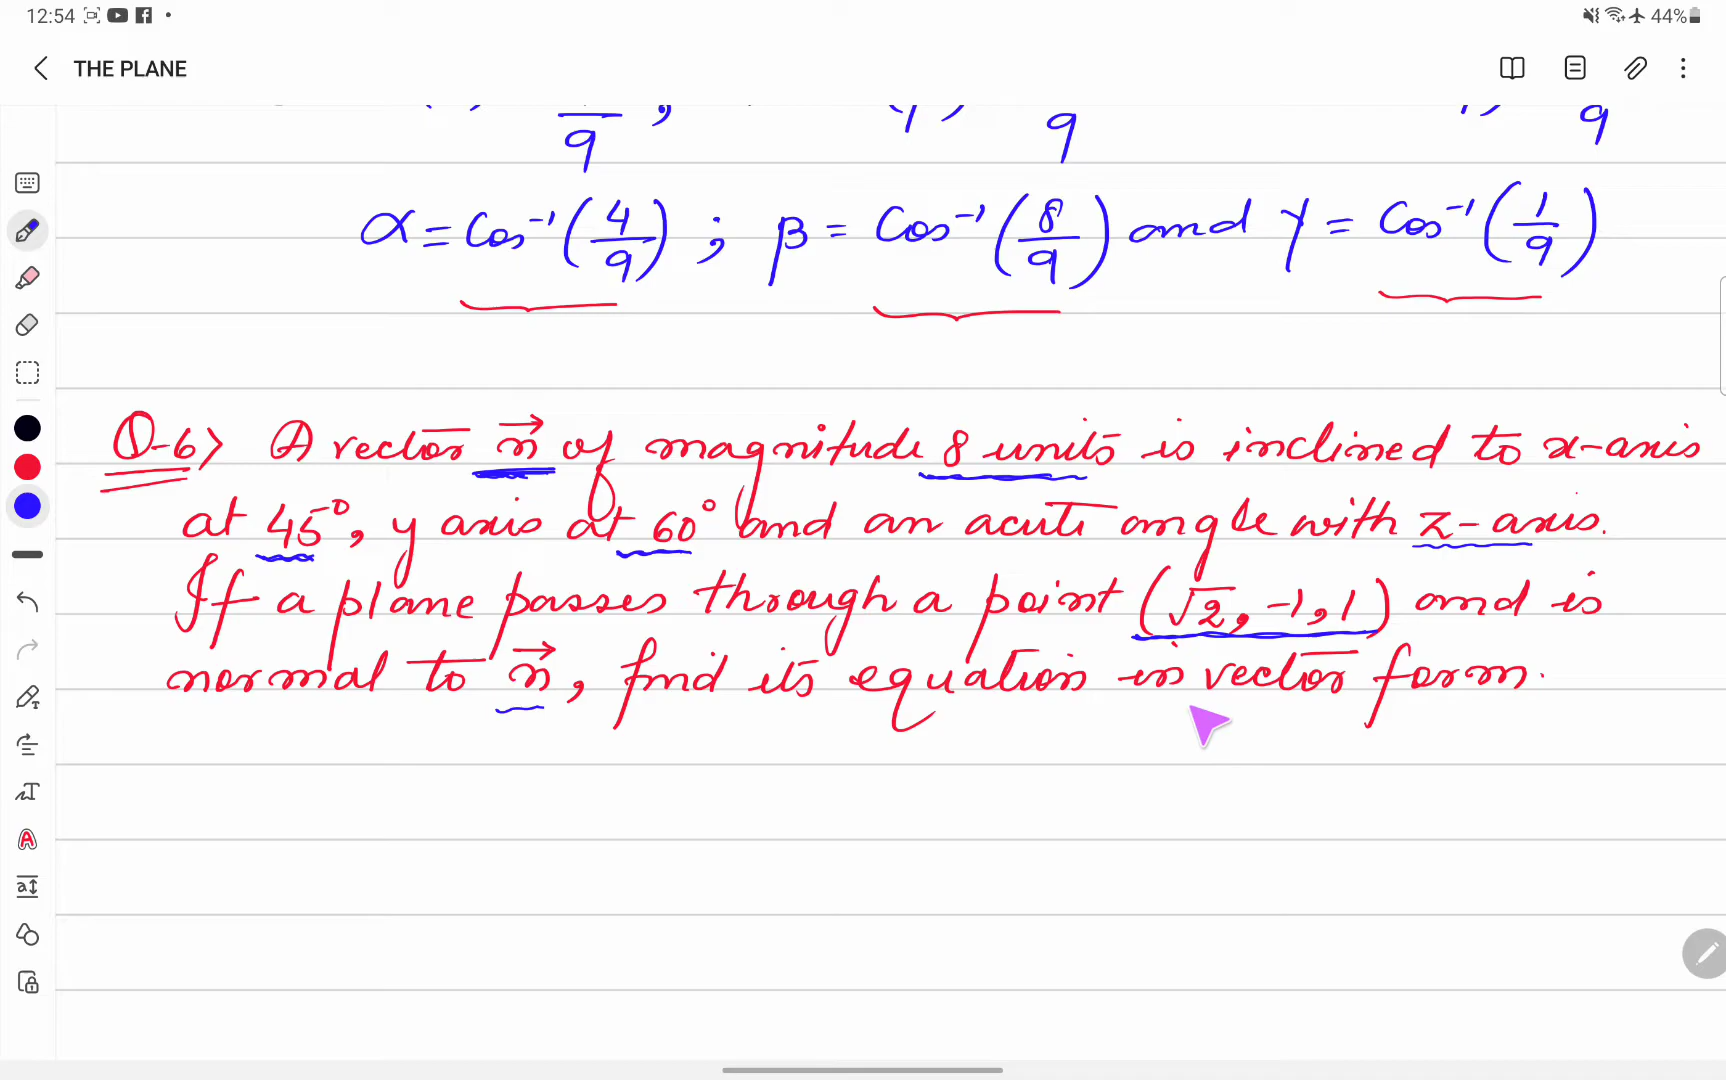 12:54 44%
THE PLANE
9 9 9
α = Cos⁻¹(4/9) ; β = Cos⁻¹(8/9) and γ = Cos⁻¹(1/9)
Q-6> A vector n⃗ of magnitude 8 units is inclined to x-axis
at 45°, y axis at 60° and an acute angle with z-axis.
If a plane passes through a point (√2, -1, 1) and is
normal to n⃗, find its equation in vector form.